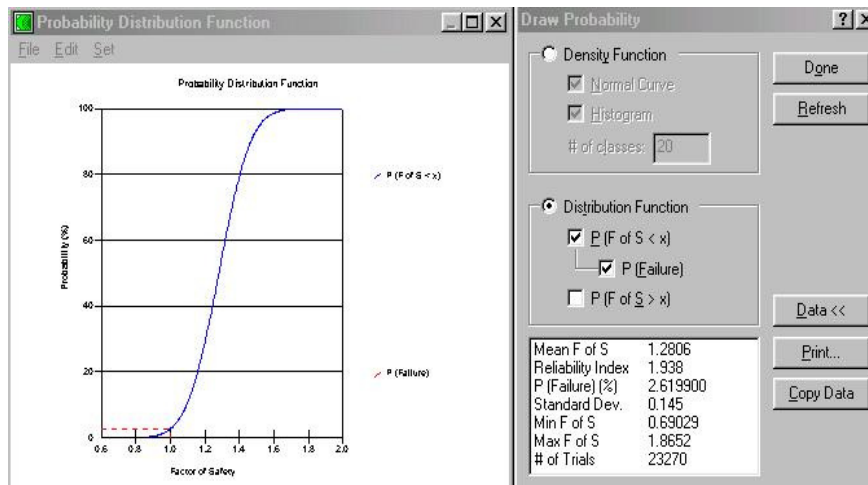 Probability Distribution Function
File Edit Set
Probability Distribution Function
100
80
60
40
20
0
Probability (%)
0.6 0.8 1.0 1.2 1.4 1.6 1.8 2.0
Factor of Safety
P (F of S < x)
P (Failure)
Draw Probability
Density Function
Normal Curve
Histogram
# of classes: 20
Done
Refresh
Distribution Function
P (F of S < x)
P (Failure)
P (F of S > x)
Data <<
Print...
Copy Data
Mean F of S 1.2806
Reliability Index 1.938
P (Failure) (%) 2.619900
Standard Dev. 0.145
Min F of S 0.69029
Max F of S 1.8652
# of Trials 23270